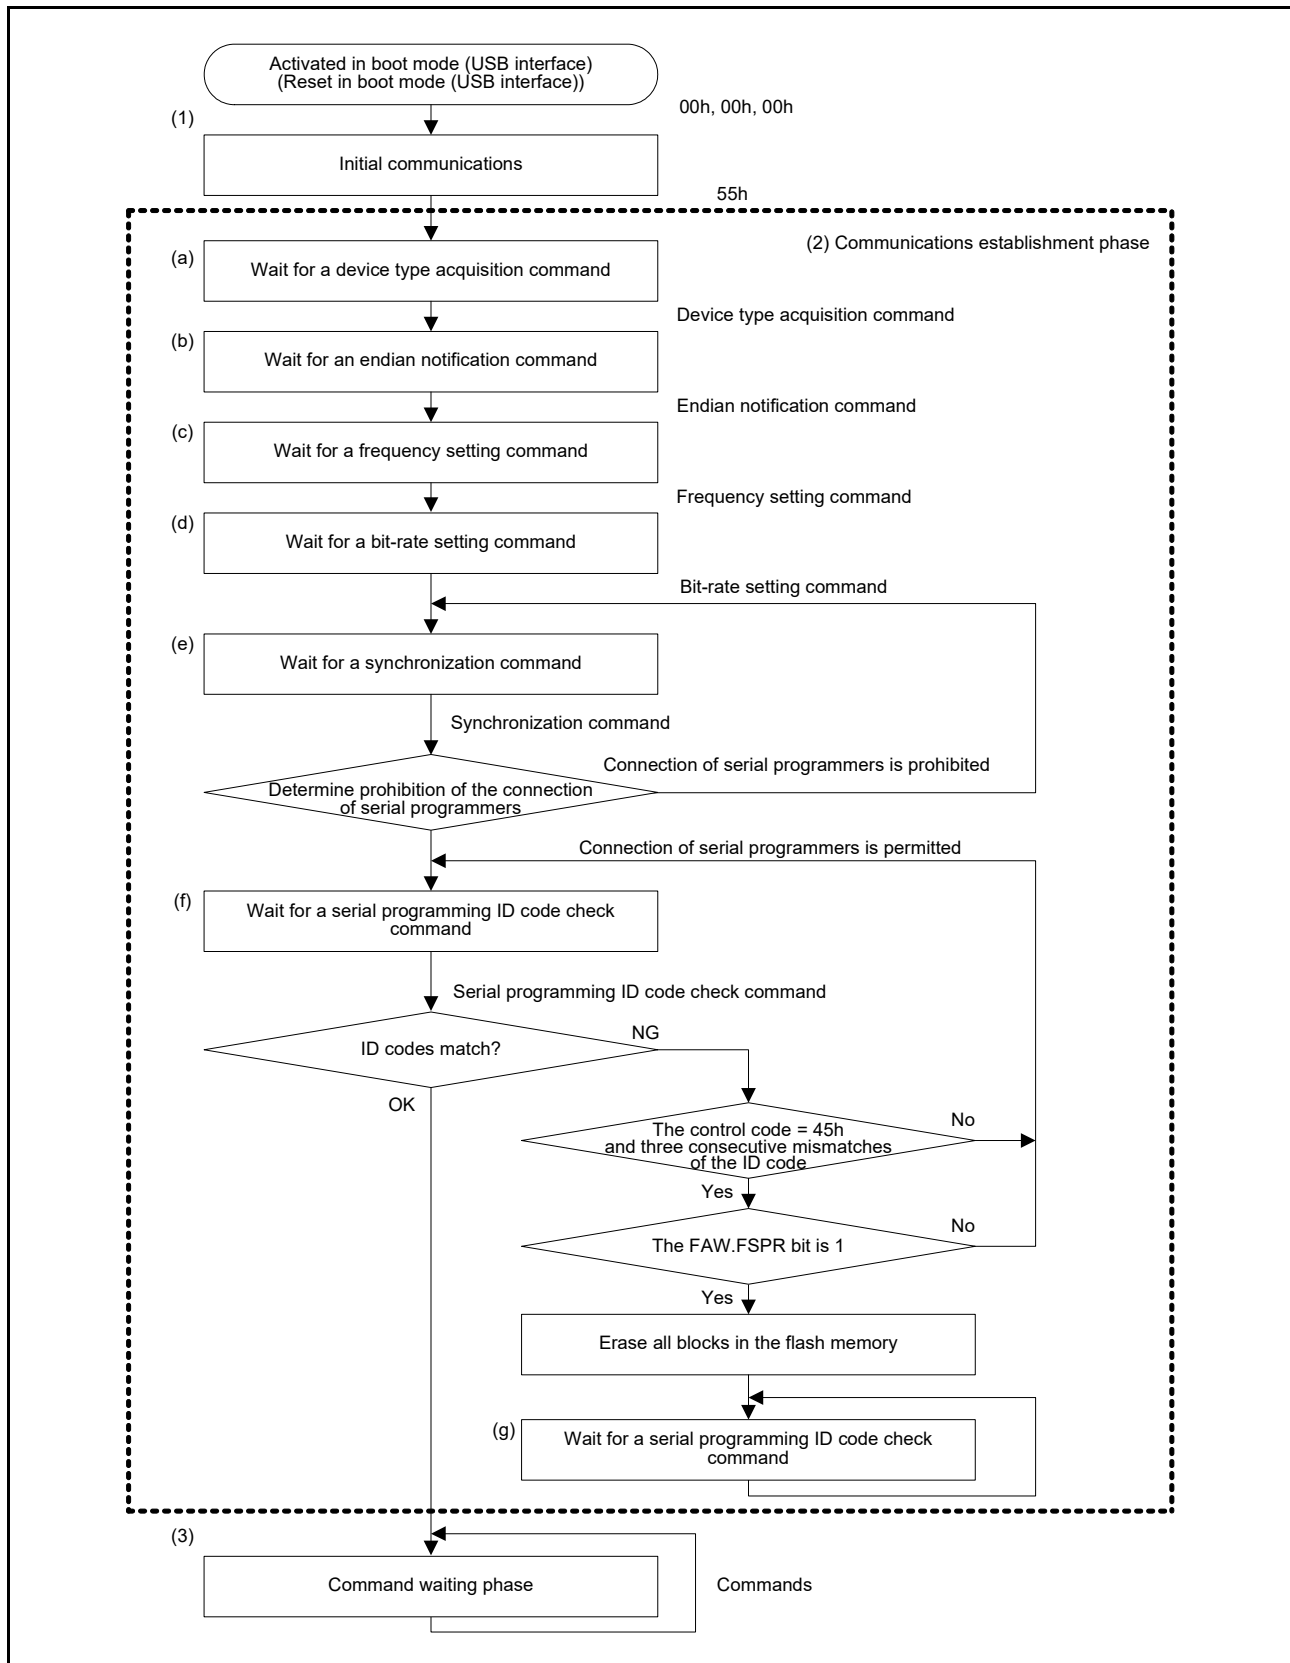 Activated in boot mode (USB interface)
(Reset in boot mode (USB interface))
00h, 00h, 00h
(1)
Initial communications
55h
(2) Communications establishment phase
(a)
Wait for a device type acquisition command
Device type acquisition command
(b)
Wait for an endian notification command
Endian notification command
(c)
Wait for a frequency setting command
Frequency setting command
(d)
Wait for a bit-rate setting command
Bit-rate setting command
(e)
Wait for a synchronization command
Synchronization command
Connection of serial programmers is prohibited
Determine prohibition of the connection
of serial programmers
Connection of serial programmers is permitted
(f)
Wait for a serial programming ID code check
command
Serial programming ID code check command
NG
ID codes match?
OK
No
The control code = 45h
and three consecutive mismatches
of the ID code
Yes
No
The FAW.FSPR bit is 1
Yes
Erase all blocks in the flash memory
(g)
Wait for a serial programming ID code check
command
(3)
Command waiting phase
Commands